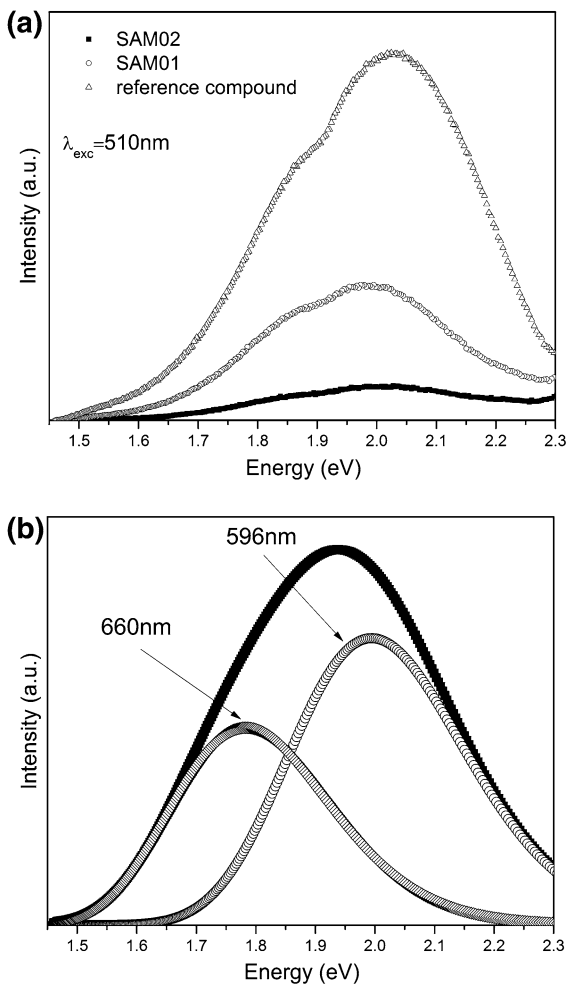 (a)
SAM02
SAM01
reference compound
λexc=510nm
Intensity (a.u.)
1.5 1.6 1.7 1.8 1.9 2.0 2.1 2.2 2.3
Energy (eV)
(b)
596nm
660nm
Intensity (a.u.)
1.5 1.6 1.7 1.8 1.9 2.0 2.1 2.2 2.3
Energy (eV)